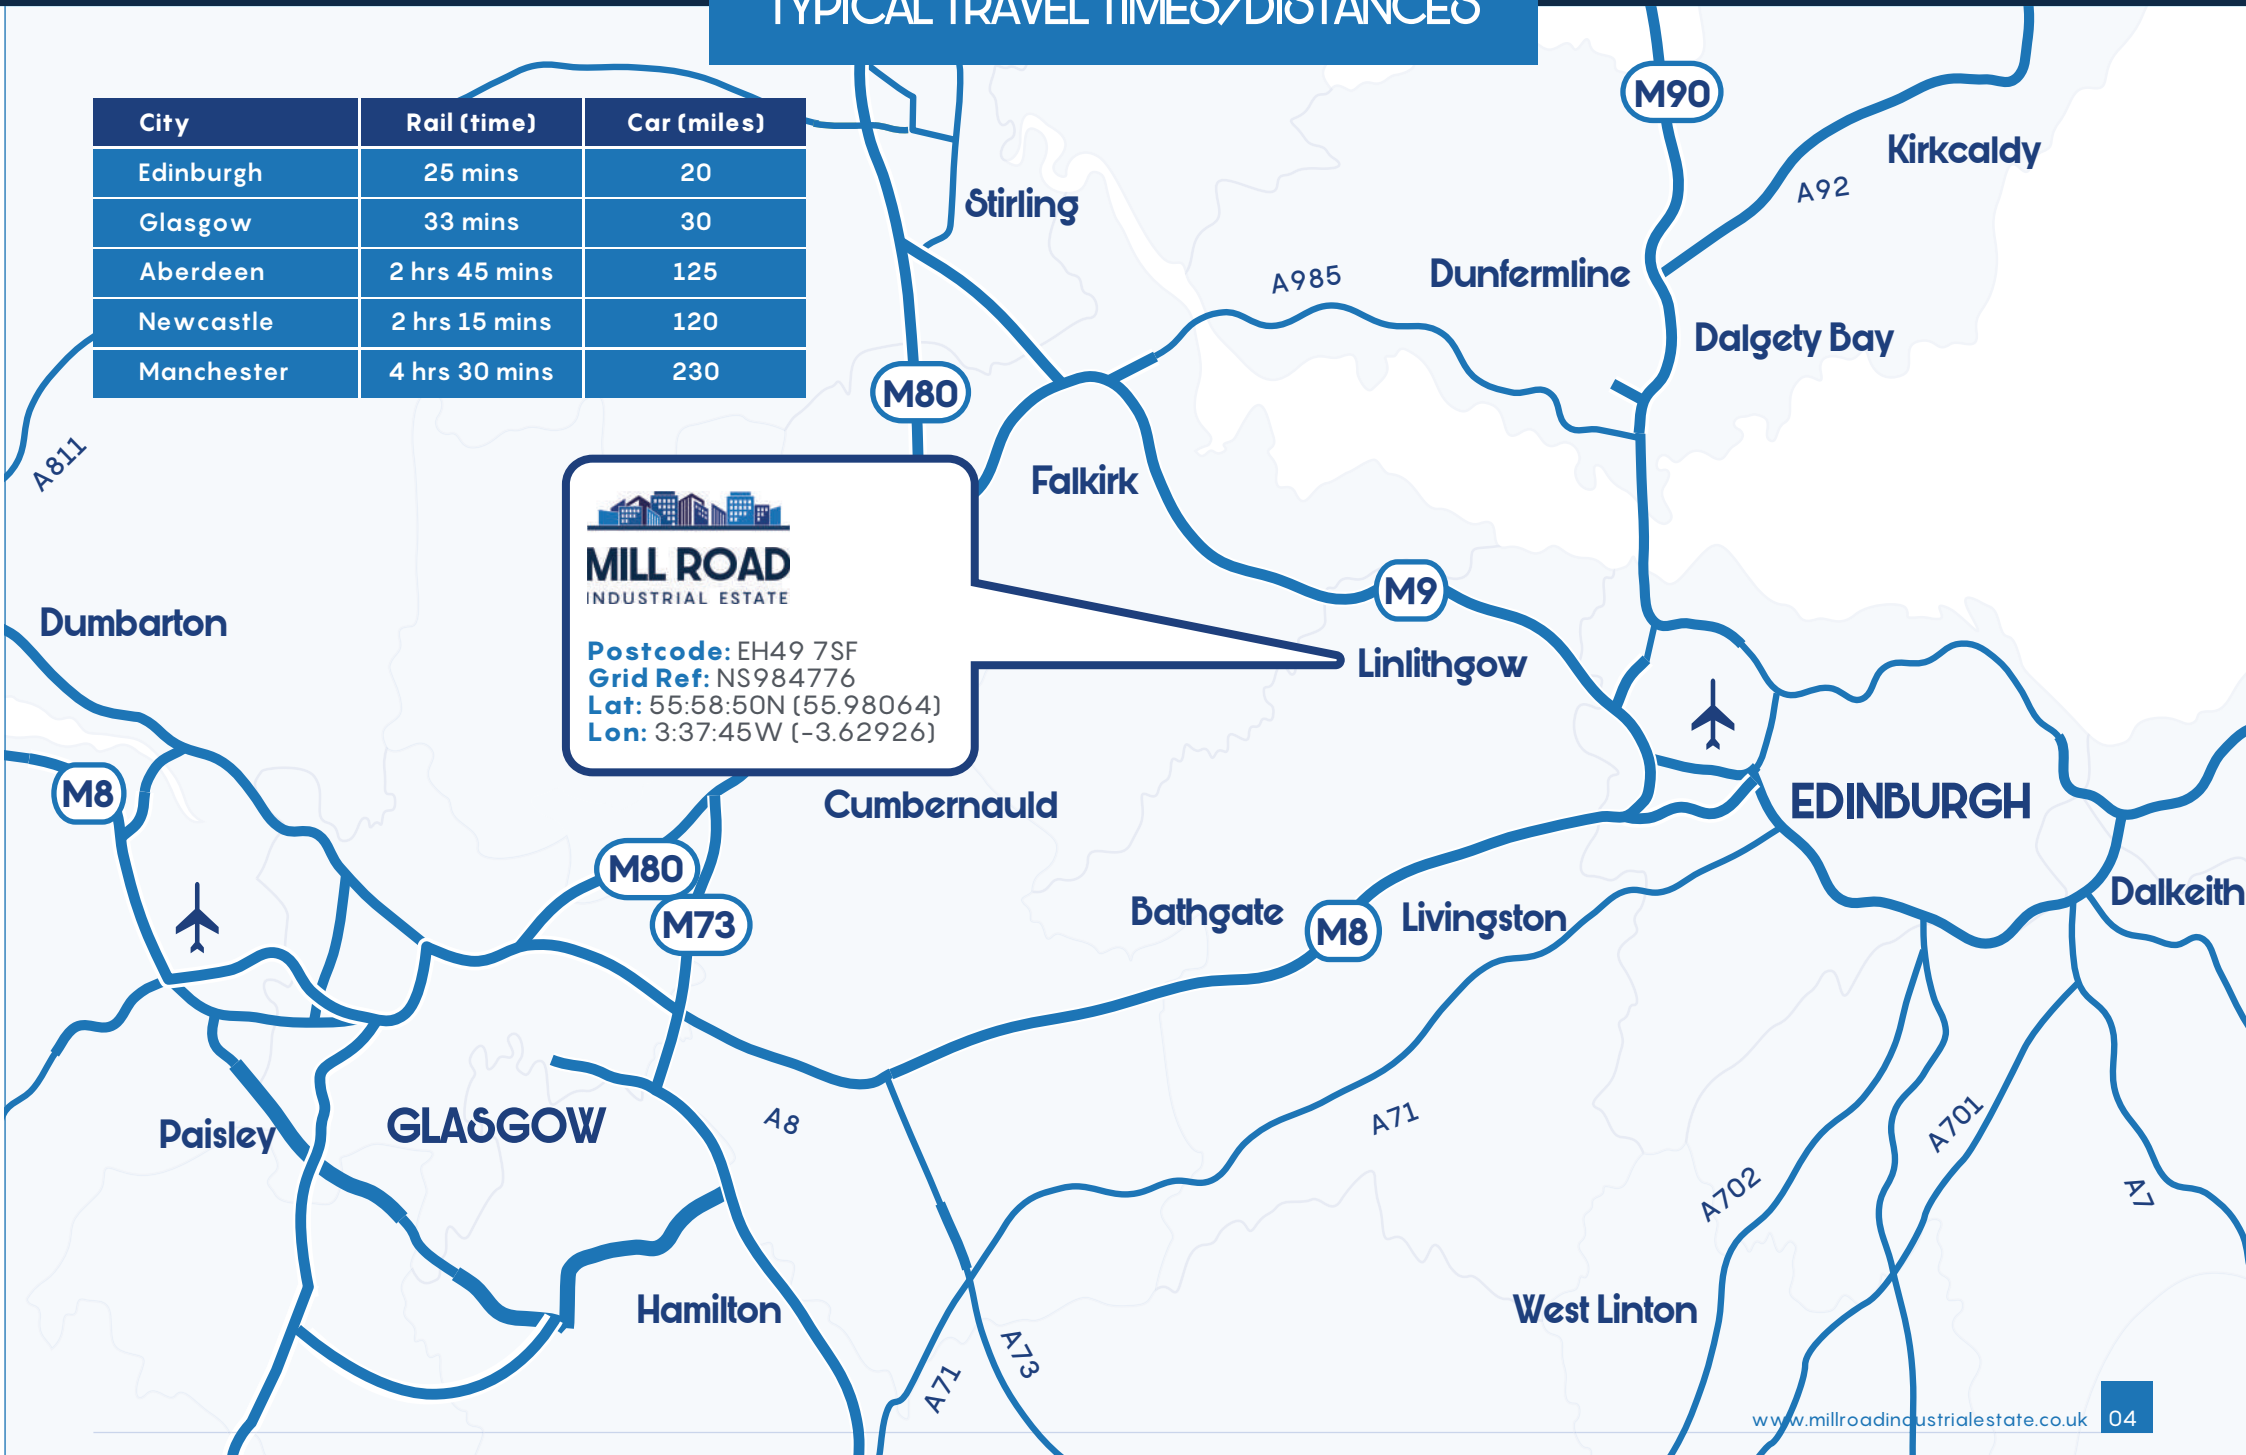 TYPICAL TRAVEL TIMES/DISTANCES
City Rail (time) Car (miles)
Edinburgh 25 mins 20
Glasgow 33 mins 30
Aberdeen 2 hrs 45 mins 125
Newcastle 2 hrs 15 mins 120
Manchester 4 hrs 30 mins 230
M90
Kirkcaldy
A92
Stirling
A985
Dunfermline
Dalgety Bay
M80
A811
Falkirk
MILL ROAD
INDUSTRIAL ESTATE
Postcode: EH49 7SF
Grid Ref: NS984776
Lat: 55:58:50N (55.98064)
Lon: 3:37:45W (-3.62926)
M9
Linlithgow
Dumbarton
M8
Cumbernauld
EDINBURGH
M80
M73
Bathgate
M8
Livingston
Dalkeith
Paisley
GLASGOW
A8
A71
A701
A702
A7
Hamilton
West Linton
A73
A71
www.millroadindustrialestate.co.uk 04